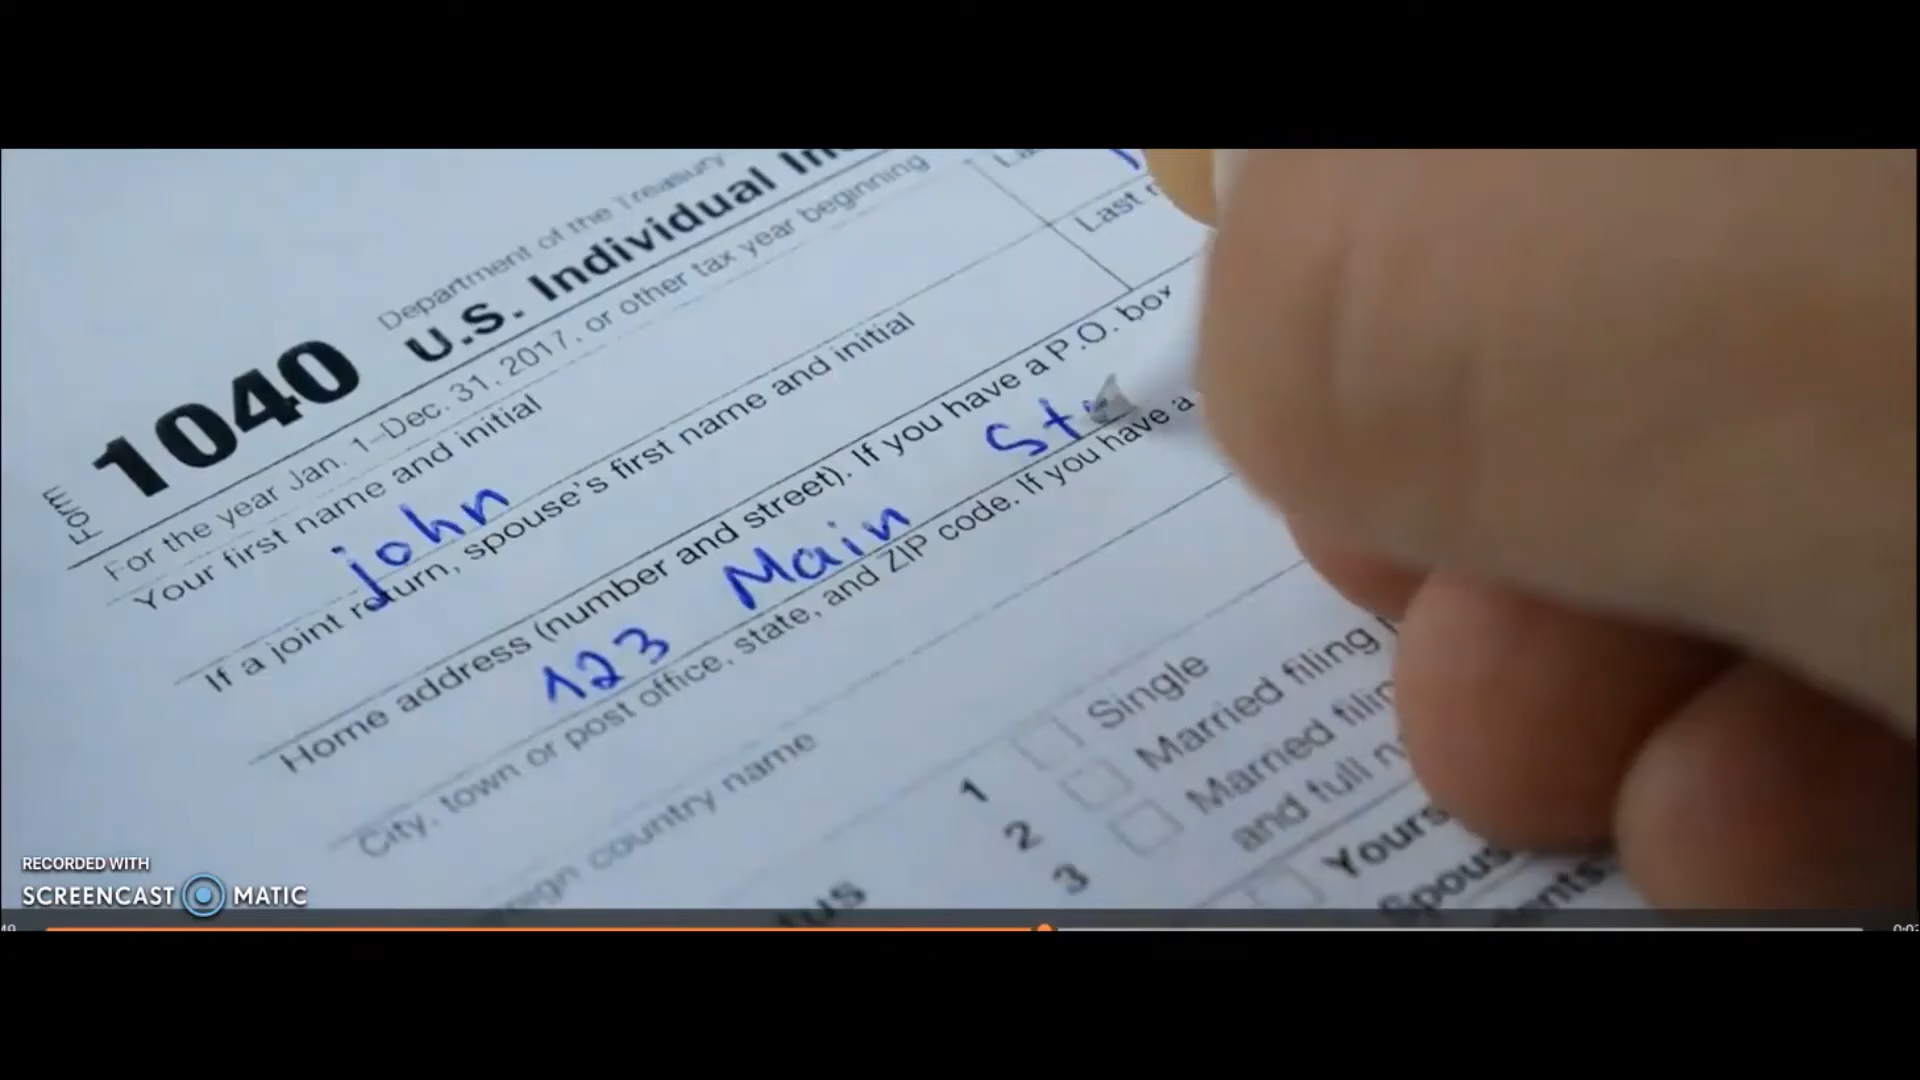 Form 1040
Department of the Treasury
U.S. Individual
For the year Jan. 1–Dec. 31, 2017, or other tax year beginning
Your first name and initial
Last
john
If a joint return, spouse's first name and initial
Home address (number and street). If you have a P.O. box
123 Main St
City, town or post office, state, and ZIP code. If you have a
country name
1 Single
2 Married filing
3 Married filing
and full
Yours
RECORDED WITH
SCREENCAST MATIC